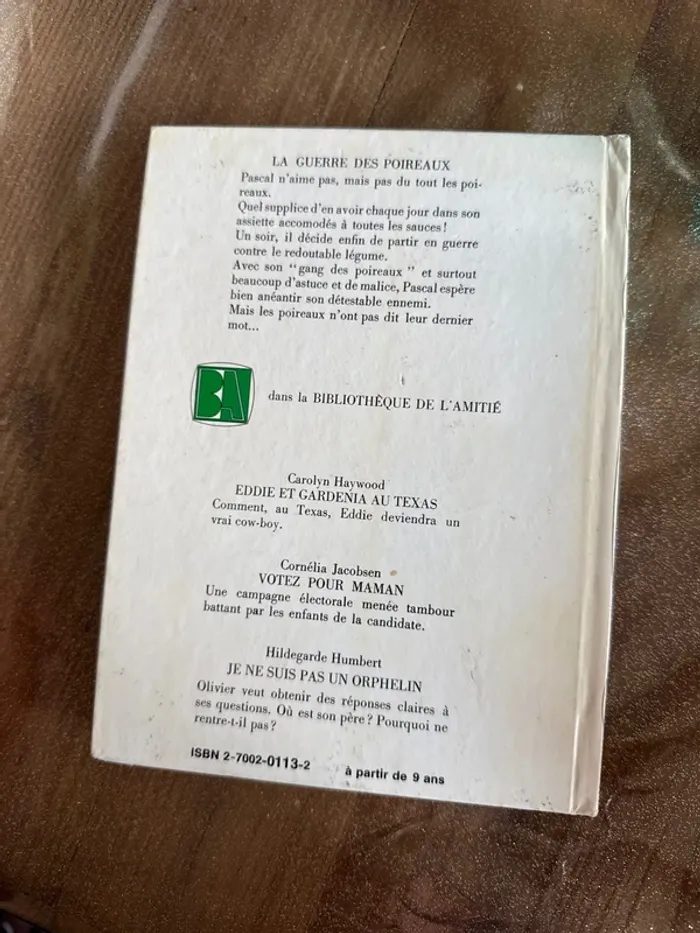 LA GUERRE DES POIREAUX
Pascal n'aime pas, mais pas du tout les poi-
reaux.
Quel supplice d'en avoir chaque jour dans son
assiette accomodés à toutes les sauces !
Un soir, il décide enfin de partir en guerre
contre le redoutable légume.
Avec son "gang des poireaux" et surtout
beaucoup d'astuce et de malice, Pascal espère
bien anéantir son détestable ennemi.
Mais les poireaux n'ont pas dit leur dernier
mot...
BA
dans la BIBLIOTHÈQUE DE L'AMITIÉ
Carolyn Haywood
EDDIE ET GARDENIA AU TEXAS
Comment, au Texas, Eddie deviendra un
vrai cow-boy.
Cornélia Jacobsen
VOTEZ POUR MAMAN
Une campagne électorale menée tambour
battant par les enfants de la candidate.
Hildegarde Humbert
JE NE SUIS PAS UN ORPHELIN
Olivier veut obtenir des réponses claires à
ses questions. Où est son père ? Pourquoi ne
rentre-t-il pas ?
ISBN 2-7002-0113-2 à partir de 9 ans